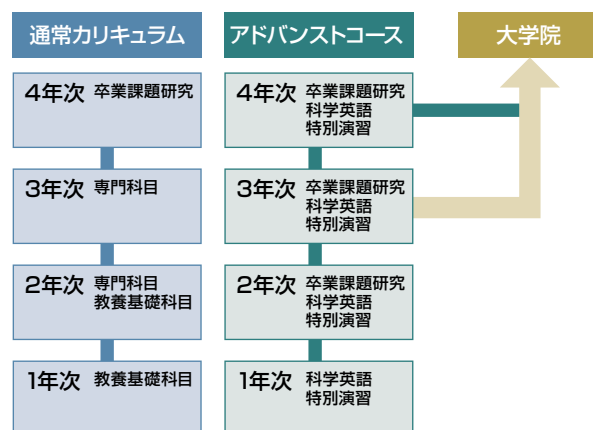 通常カリキュラム
アドバンストコース
大学院
4年次 卒業課題研究
4年次 卒業課題研究
科学英語
特別演習
3年次 専門科目
3年次 卒業課題研究
科学英語
特別演習
2年次 専門科目
教養基礎科目
2年次 卒業課題研究
科学英語
特別演習
1年次 教養基礎科目
1年次 科学英語
特別演習